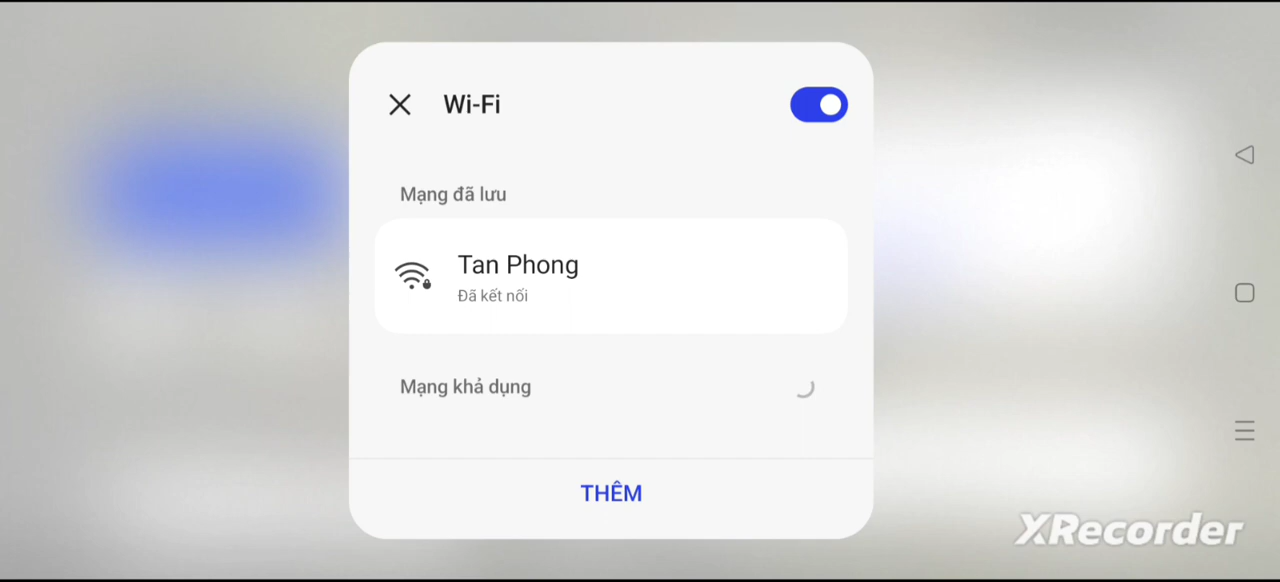 Wi-Fi
Mạng đã lưu
Tan Phong
Đã kết nối
Mạng khả dụng
THÊM
XRecorder